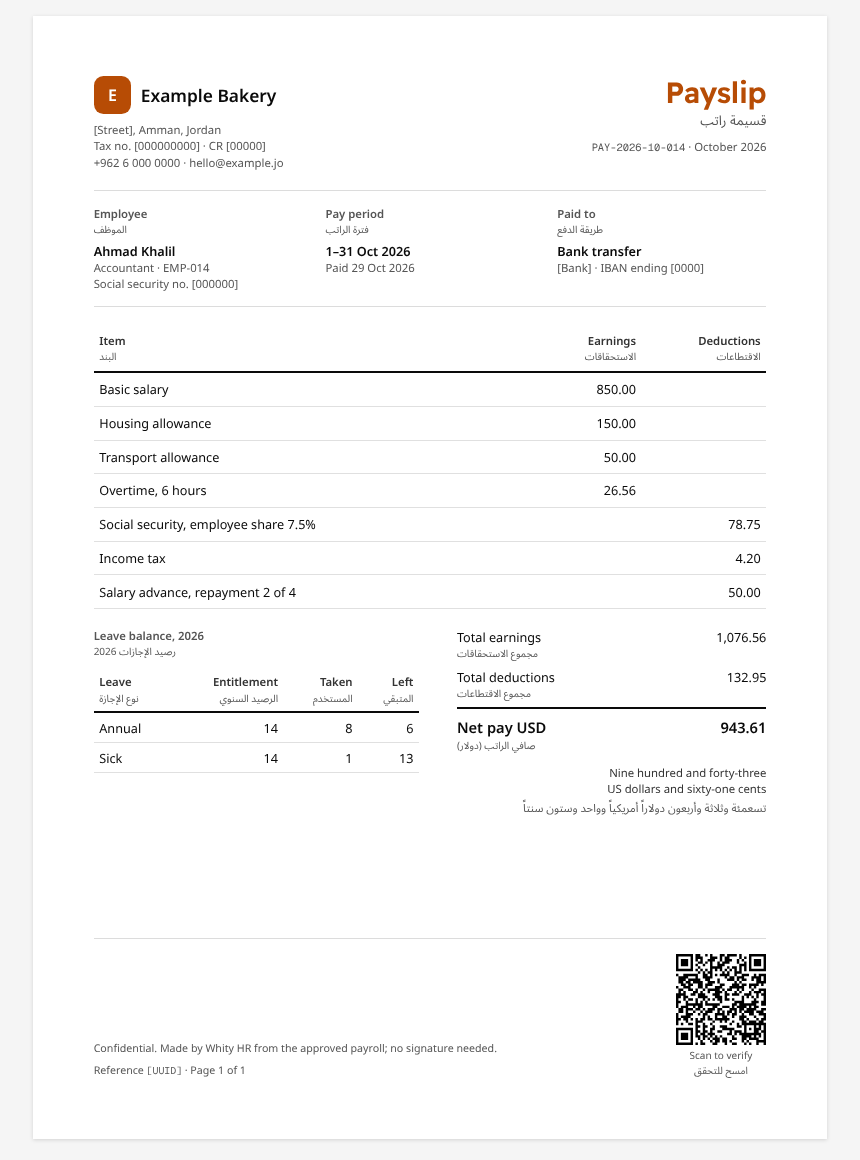 E Example Bakery
[Street], Amman, Jordan
Tax no. [000000000] · CR [00000]
+962 6 000 0000 · hello@example.jo
Payslip
قسيمة راتب
PAY-2026-10-014 · October 2026
Employee
الموظف
Ahmad Khalil
Accountant · EMP-014
Social security no. [000000]
Pay period
فترة الراتب
1–31 Oct 2026
Paid 29 Oct 2026
Paid to
طريقة الدفع
Bank transfer
[Bank] · IBAN ending [0000]
Item Earnings Deductions
البند الاستحقاقات الاقتطاعات
Basic salary 850.00
Housing allowance 150.00
Transport allowance 50.00
Overtime, 6 hours 26.56
Social security, employee share 7.5% 78.75
Income tax 4.20
Salary advance, repayment 2 of 4 50.00
Leave balance, 2026
رصيد الإجازات 2026
Leave Entitlement Taken Left
نوع الإجازة الرصيد السنوي المستخدم المتبقي
Annual 14 8 6
Sick 14 1 13
Total earnings 1,076.56
مجموع الاستحقاقات
Total deductions 132.95
مجموع الاقتطاعات
Net pay USD 943.61
صافي الراتب (دولار)
Nine hundred and forty-three
US dollars and sixty-one cents
تسعمئة وثلاثة وأربعون دولاراً أمريكياً وواحد وستون سنتاً
Confidential. Made by Whity HR from the approved payroll; no signature needed.
Reference [UUID] · Page 1 of 1
Scan to verify
امسح للتحقق